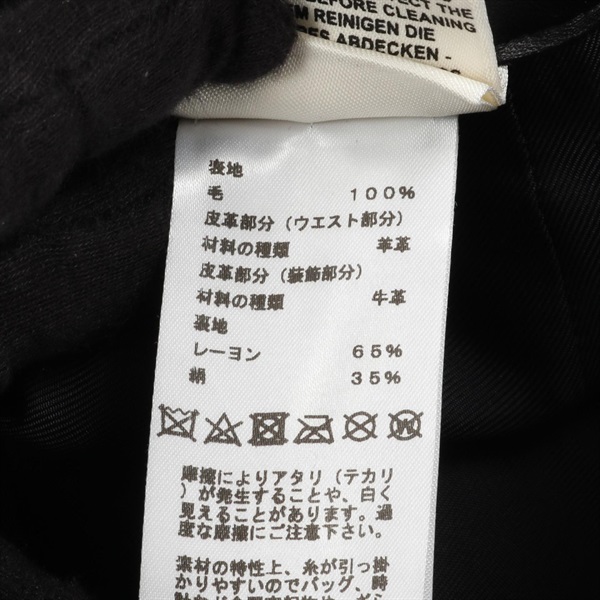 PROTECT THE
BEFORE CLEANING
M REINIGEN DIE
ES ABDECKEN -
表地
毛 100%
皮革部分(ウエスト部分)
材料の種類 羊革
皮革部分(装飾部分)
材料の種類 牛革
裏地
レーヨン 65%
絹 35%
摩擦によりアタリ(テカリ
)が発生することや、白く
見えることがあります。過
度な摩擦にご注意下さい。
素材の特性上、糸が引っ掛
かりやすいのでバッグ、時